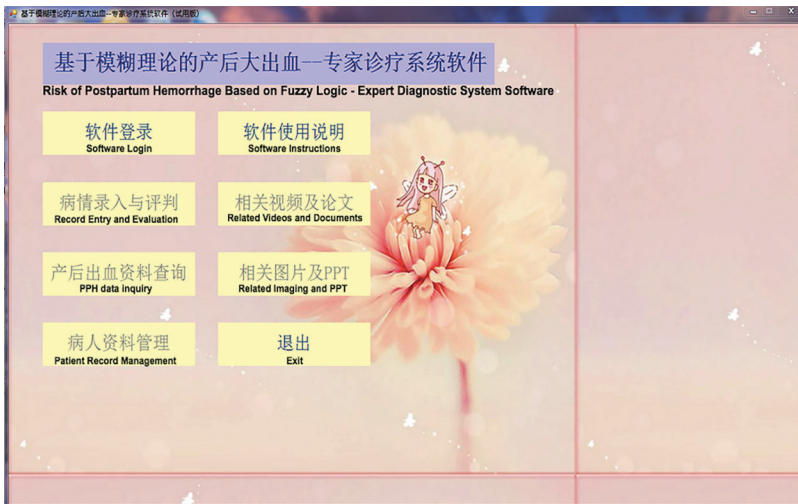 基于模糊理论的产后大出血--专家诊疗系统软件（试用版）
基于模糊理论的产后大出血--专家诊疗系统软件
Risk of Postpartum Hemorrhage Based on Fuzzy Logic - Expert Diagnostic System Software
软件登录
Software Login
软件使用说明
Software Instructions
病情录入与评判
Record Entry and Evaluation
相关视频及论文
Related Videos and Documents
产后出血资料查询
PPH data inquiry
相关图片及PPT
Related Imaging and PPT
病人资料管理
Patient Record Management
退出
Exit